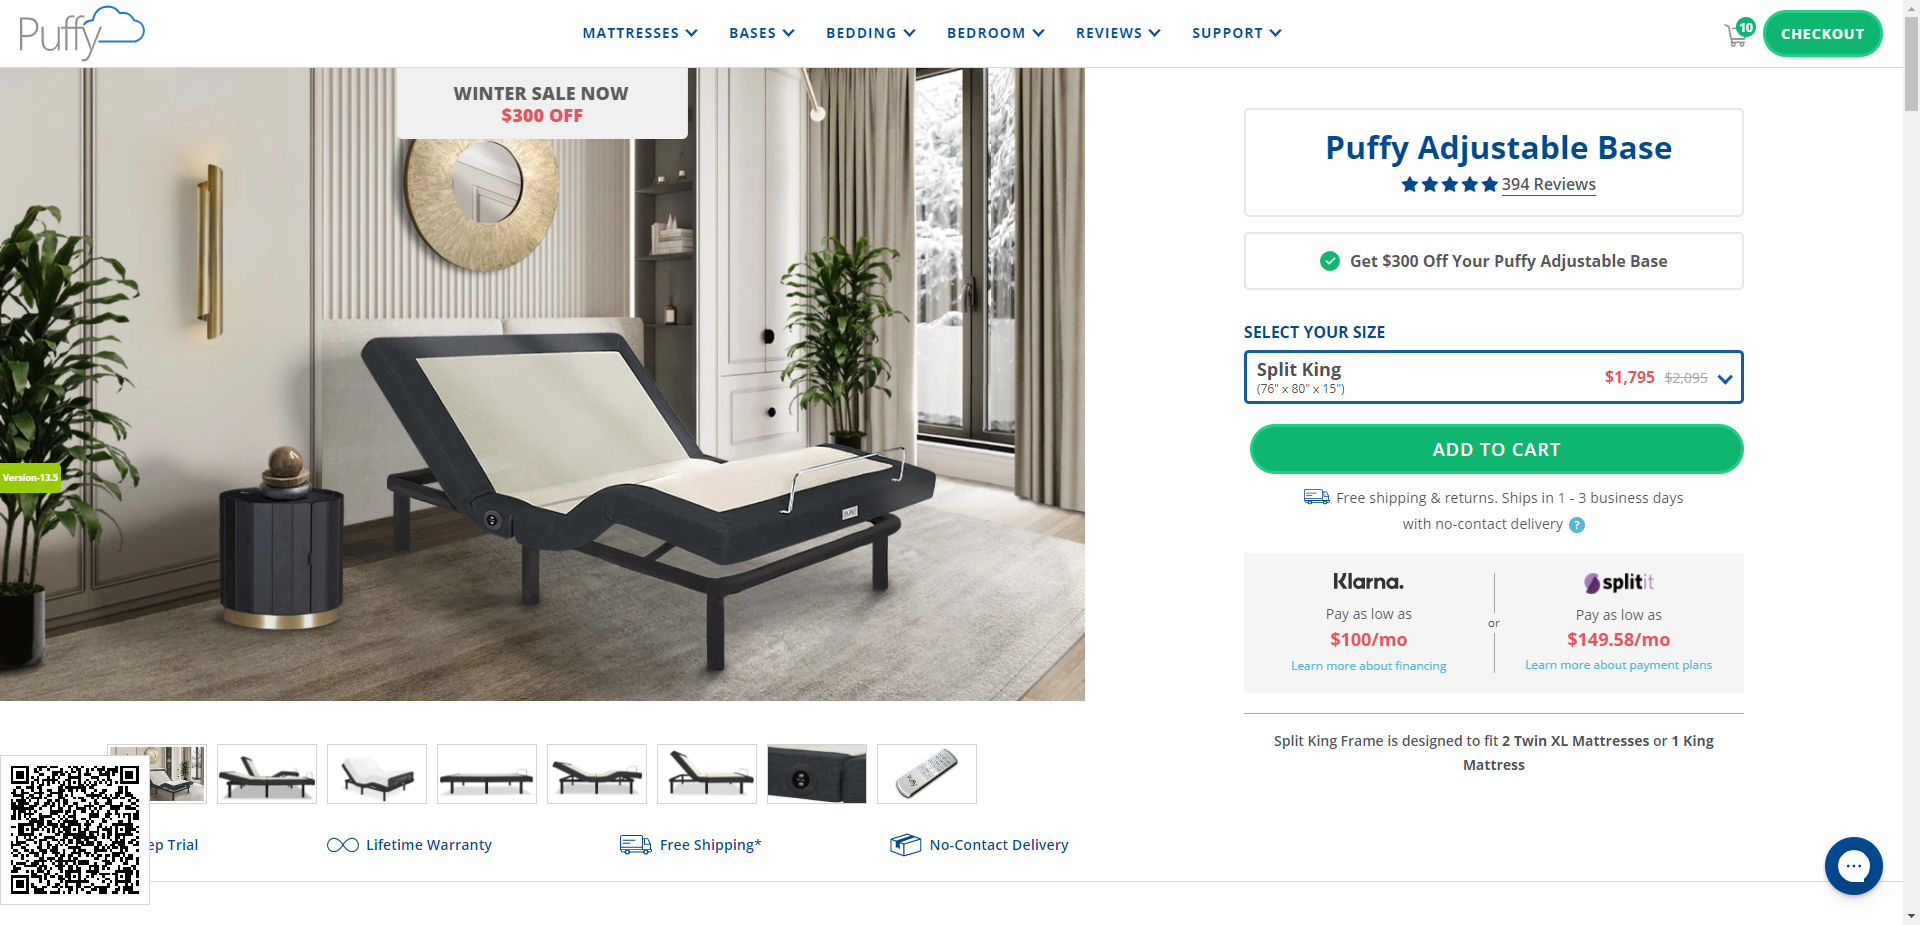 Puffy
MATTRESSES
BASES
BEDDING
BEDROOM
REVIEWS
SUPPORT
10
CHECKOUT
WINTER SALE NOW
$300 OFF
Version-13.5
Puffy Adjustable Base
394 Reviews
Get $300 Off Your Puffy Adjustable Base
SELECT YOUR SIZE
Split King
(76" x 80" x 15")
$1,795 $2,095
ADD TO CART
Free shipping & returns. Ships in 1 - 3 business days
with no-contact delivery ?
Klarna.
Pay as low as
$100/mo
Learn more about financing
or
splitit
Pay as low as
$149.58/mo
Learn more about payment plans
Split King Frame is designed to fit 2 Twin XL Mattresses or 1 King
Mattress
ep Trial
Lifetime Warranty
Free Shipping*
No-Contact Delivery